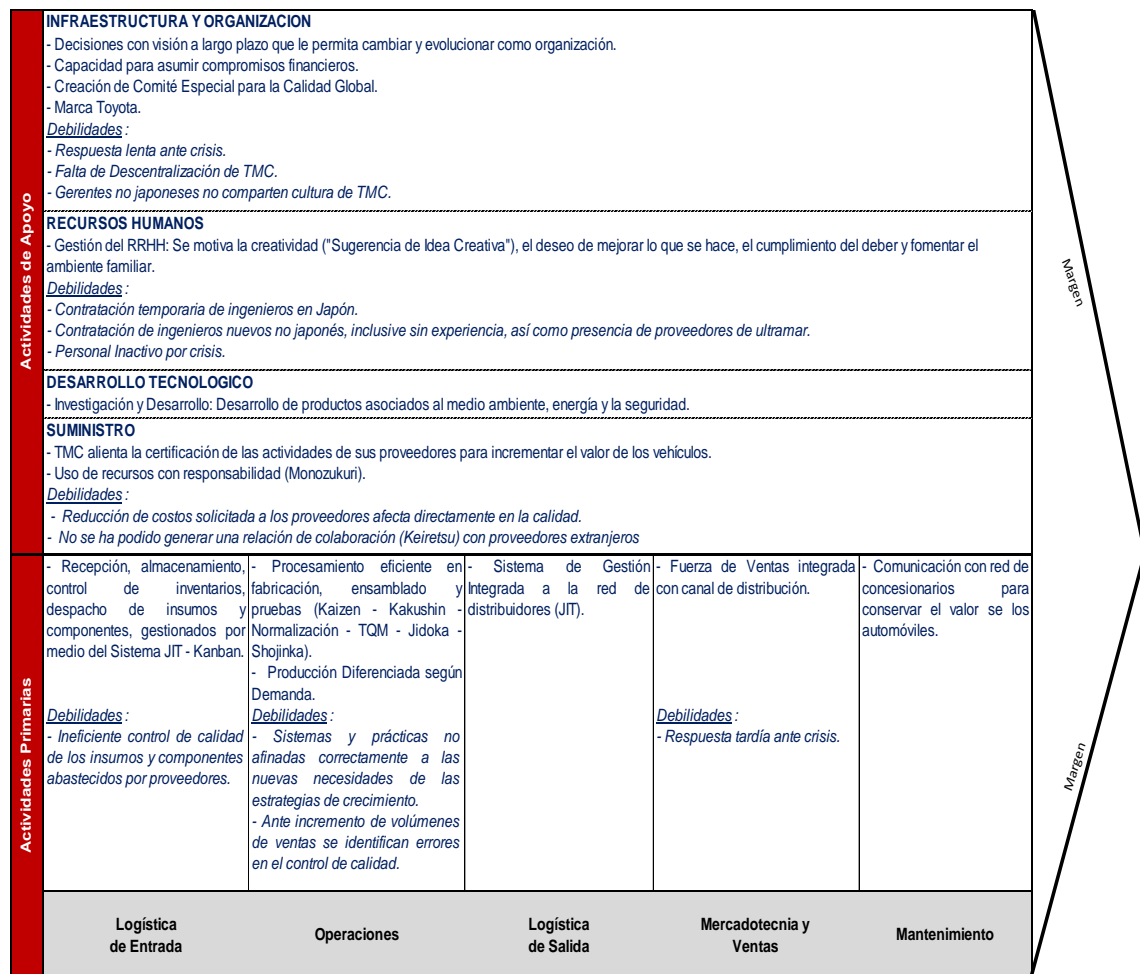 Actividades de Apoyo
INFRAESTRUCTURA Y ORGANIZACION
- Decisiones con visión a largo plazo que le permita cambiar y evolucionar como organización.
- Capacidad para asumir compromisos financieros.
- Creación de Comité Especial para la Calidad Global.
- Marca Toyota.
Debilidades :
- Respuesta lenta ante crisis.
- Falta de Descentralización de TMC.
- Gerentes no japoneses no comparten cultura de TMC.
RECURSOS HUMANOS
- Gestión del RRHH: Se motiva la creatividad ("Sugerencia de Idea Creativa"), el deseo de mejorar lo que se hace, el cumplimiento del deber y fomentar el
ambiente familiar.
Debilidades :
- Contratación temporaria de ingenieros en Japón.
- Contratación de ingenieros nuevos no japonés, inclusive sin experiencia, así como presencia de proveedores de ultramar.
- Personal Inactivo por crisis.
DESARROLLO TECNOLOGICO
- Investigación y Desarrollo: Desarrollo de productos asociados al medio ambiente, energía y la seguridad.
SUMINISTRO
- TMC alienta la certificación de las actividades de sus proveedores para incrementar el valor de los vehículos.
- Uso de recursos con responsabilidad (Monozukuri).
Debilidades :
- Reducción de costos solicitada a los proveedores afecta directamente en la calidad.
- No se ha podido generar una relación de colaboración (Keiretsu) con proveedores extranjeros
Margen
Actividades Primarias
- Recepción, almacenamiento,
control de inventarios,
despacho de insumos y
componentes, gestionados por
medio del Sistema JIT - Kanban.
Debilidades :
- Ineficiente control de calidad
de los insumos y componentes
abastecidos por proveedores.
- Procesamiento eficiente en
fabricación, ensamblado y
pruebas (Kaizen - Kakushin -
Normalización - TQM - Jidoka -
Shojinka).
- Producción Diferenciada según
Demanda.
Debilidades :
- Sistemas y prácticas no
afinadas correctamente a las
nuevas necesidades de las
estrategias de crecimiento.
- Ante incremento de volúmenes
de ventas se identifican errores
en el control de calidad.
- Sistema de Gestión
Integrada a la red de
distribuidores (JIT).
- Fuerza de Ventas integrada
con canal de distribución.
Debilidades :
- Respuesta tardía ante crisis.
- Comunicación con red de
concesionarios para
conservar el valor se los
automóviles.
Margen
Logística
de Entrada
Operaciones
Logística
de Salida
Mercadotecnia y
Ventas
Mantenimiento